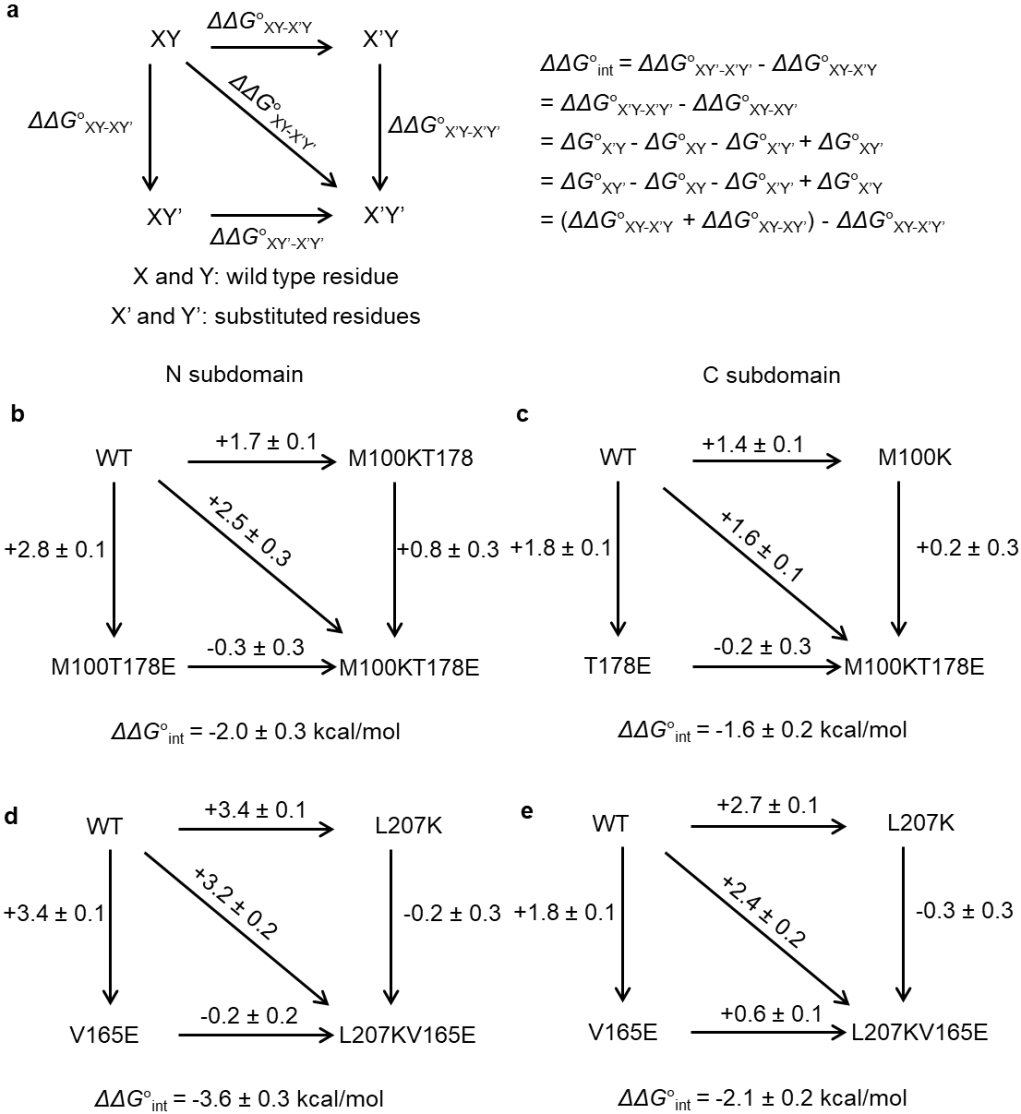 a
XY
ΔΔG°XY-X'Y
X'Y
ΔΔG°XY-XY'
ΔΔG°XY-X'Y'
ΔΔG°X'Y-X'Y'
XY'
ΔΔG°XY'-X'Y'
X'Y'
X and Y: wild type residue
X' and Y': substituted residues
ΔΔG°int = ΔΔG°XY'-X'Y' - ΔΔG°XY-X'Y
= ΔΔG°X'Y-X'Y' - ΔΔG°XY-XY'
= ΔG°X'Y - ΔG°XY - ΔG°X'Y' + ΔG°XY'
= ΔG°XY' - ΔG°XY - ΔG°X'Y' + ΔG°X'Y
= (ΔΔG°XY-X'Y + ΔΔG°XY-XY') - ΔΔG°XY-X'Y'
N subdomain
C subdomain
b
WT
+1.7 ± 0.1
M100KT178
+2.8 ± 0.1
+2.5 ± 0.3
+0.8 ± 0.3
M100T178E
-0.3 ± 0.3
M100KT178E
ΔΔG°int = -2.0 ± 0.3 kcal/mol
c
WT
+1.4 ± 0.1
M100K
+1.8 ± 0.1
+1.6 ± 0.1
+0.2 ± 0.3
T178E
-0.2 ± 0.3
M100KT178E
ΔΔG°int = -1.6 ± 0.2 kcal/mol
d
WT
+3.4 ± 0.1
L207K
+3.4 ± 0.1
+3.2 ± 0.2
-0.2 ± 0.3
V165E
-0.2 ± 0.2
L207KV165E
ΔΔG°int = -3.6 ± 0.3 kcal/mol
e
WT
+2.7 ± 0.1
L207K
+1.8 ± 0.1
+2.4 ± 0.2
-0.3 ± 0.3
V165E
+0.6 ± 0.1
L207KV165E
ΔΔG°int = -2.1 ± 0.2 kcal/mol